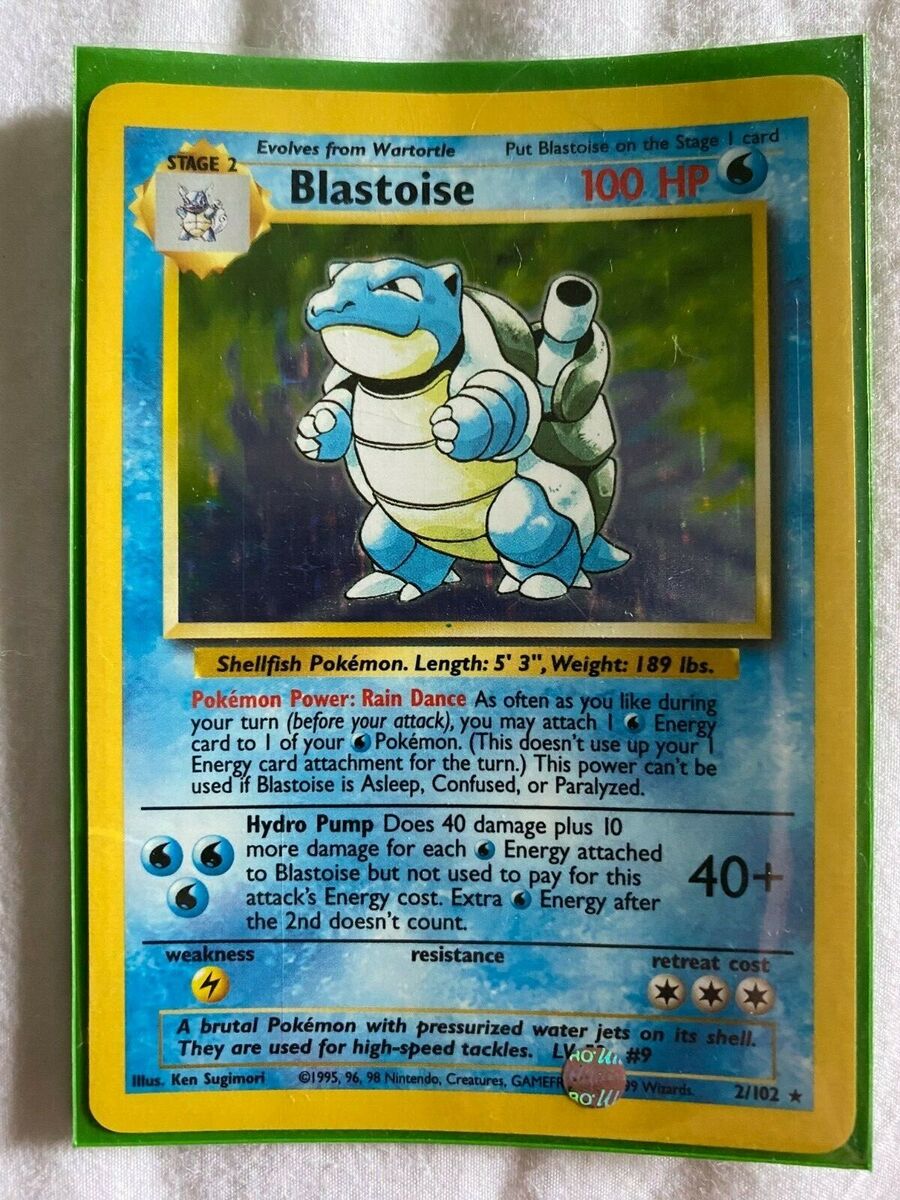 Evolves from Wartortle Put Blastoise on the Stage 1 card
STAGE 2
Blastoise 100 HP
Shellfish Pokémon. Length: 5' 3", Weight: 189 lbs.
Pokémon Power: Rain Dance As often as you like during
your turn (before your attack), you may attach 1 Energy
card to 1 of your Pokémon. (This doesn't use up your 1
Energy card attachment for the turn.) This power can't be
used if Blastoise is Asleep, Confused, or Paralyzed.
Hydro Pump Does 40 damage plus 10
more damage for each Energy attached
to Blastoise but not used to pay for this
attack's Energy cost. Extra Energy after
the 2nd doesn't count.
40+
weakness resistance retreat cost
A brutal Pokémon with pressurized water jets on its shell.
They are used for high-speed tackles. LV. #9
Illus. Ken Sugimori ©1995, 96, 98 Nintendo, Creatures, GAMEFR 99 Wizards. 2/102 ★